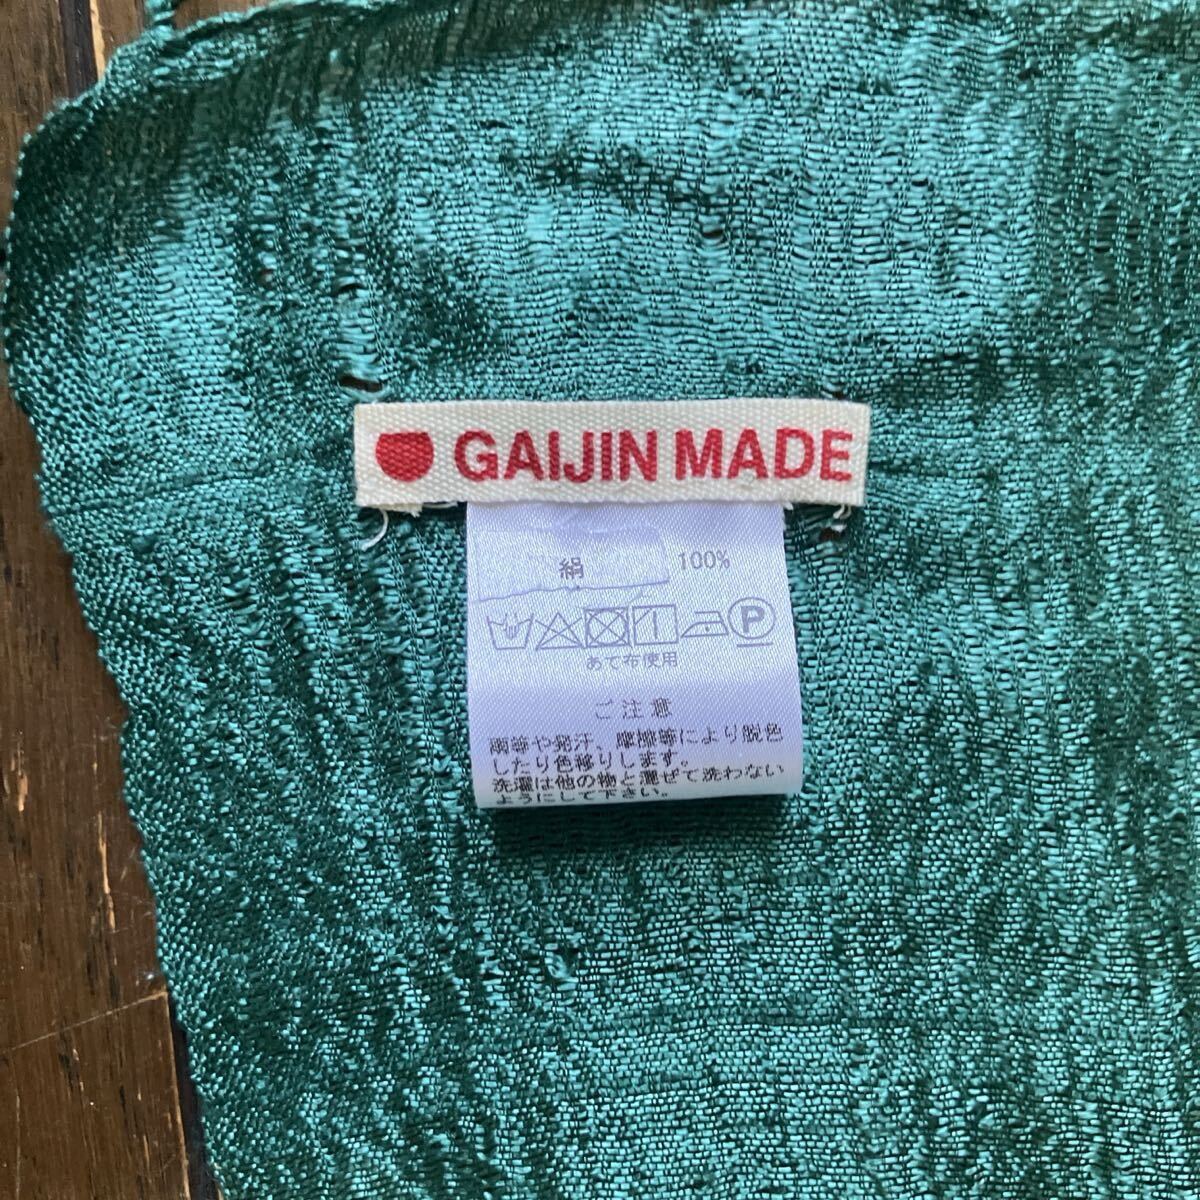 GAIJIN MADE
絹 100%
P
あて布使用
ご注意
雨等や発汗、摩擦等により脱色
したり色移りします。
洗濯は他の物と混ぜて洗わない
ようにして下さい。